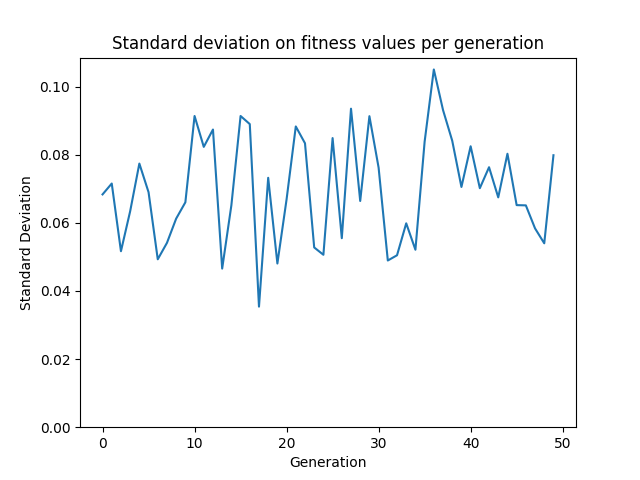 Standard deviation on fitness values per generation
Standard Deviation
0.10
0.08
0.06
0.04
0.02
0.00
0 10 20 30 40 50
Generation